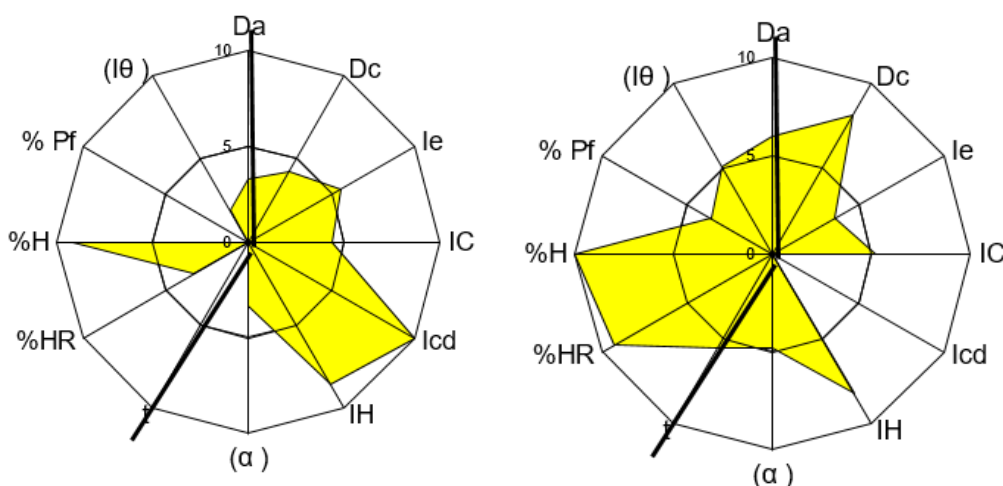 Da
10
(Iθ )
Dc
% Pf
Ie
5
%H
0
IC
%HR
Icd
t
IH
(α )
Da
10
(Iθ )
Dc
% Pf
Ie
5
%H
0
IC
%HR
Icd
t
IH
(α )